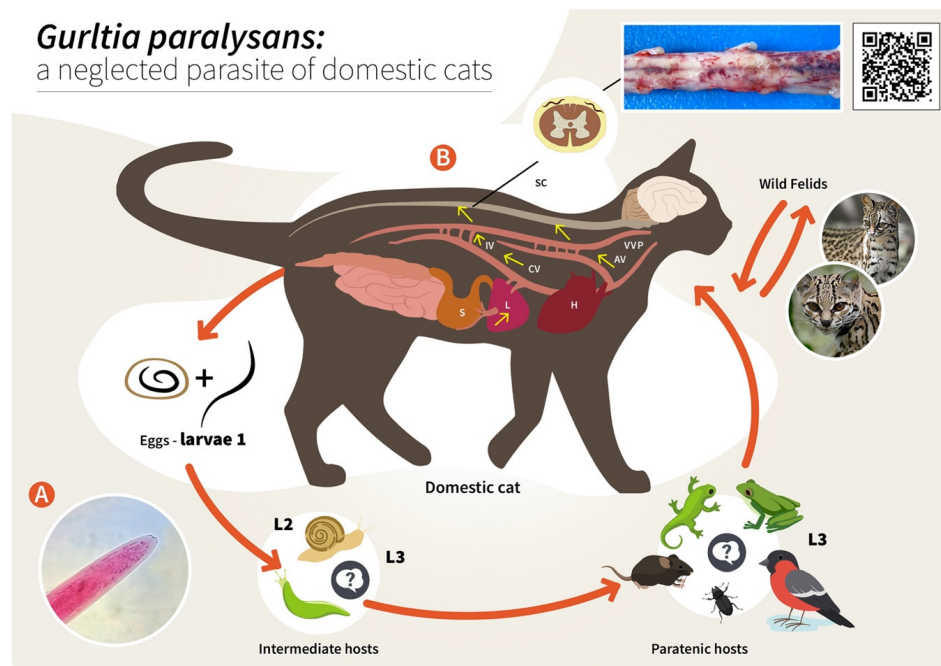 Gurltia paralysans:
a neglected parasite of domestic cats
B
SC
Wild Felids
IV
VVP
CV
AV
S
L
H
Eggs - larvae 1
A
Domestic cat
L2
L3
?
Intermediate hosts
L3
?
Paratenic hosts